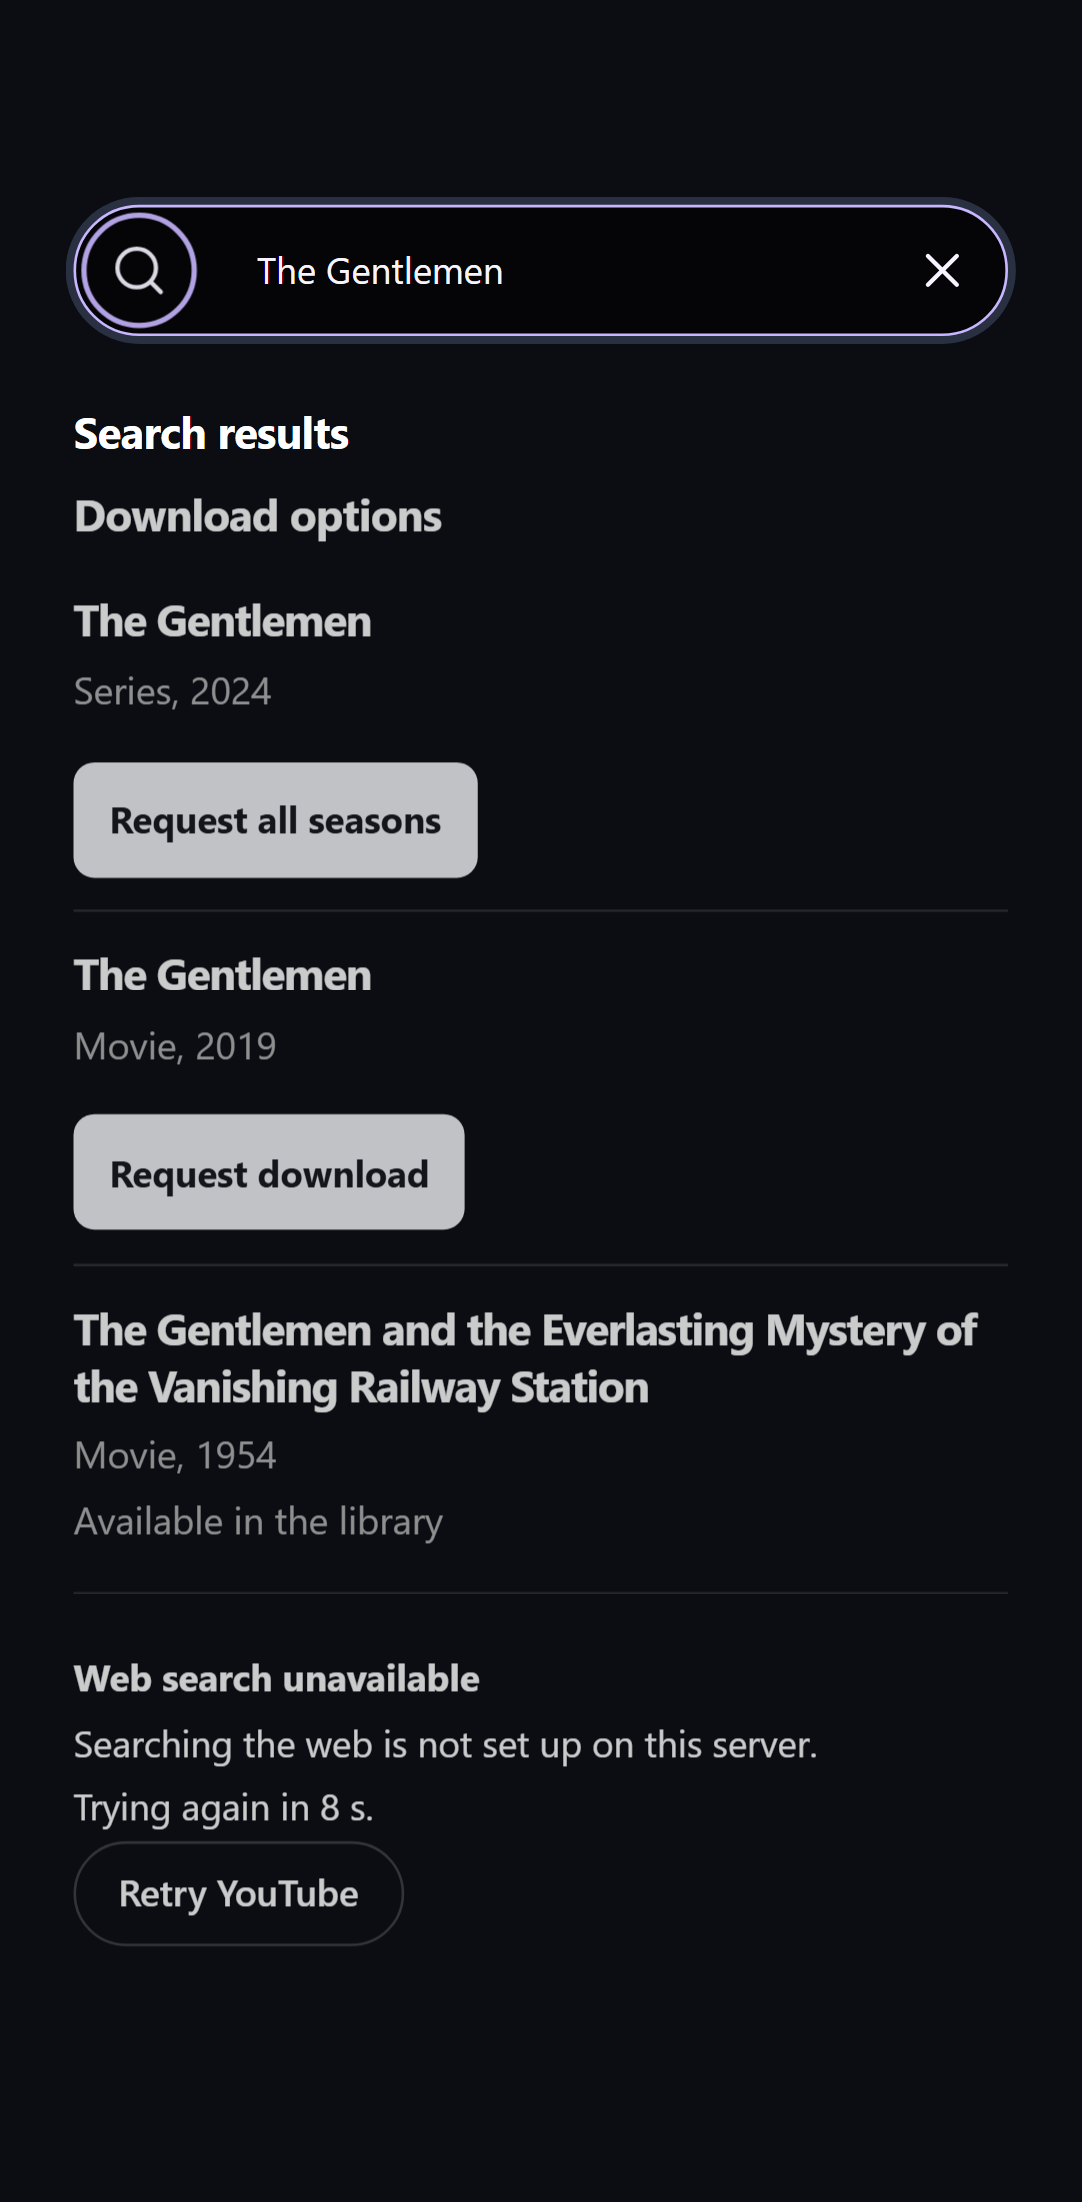 The Gentlemen
Search results
Download options
The Gentlemen
Series, 2024
Request all seasons
The Gentlemen
Movie, 2019
Request download
The Gentlemen and the Everlasting Mystery of
the Vanishing Railway Station
Movie, 1954
Available in the library
Web search unavailable
Searching the web is not set up on this server.
Trying again in 8 s.
Retry YouTube